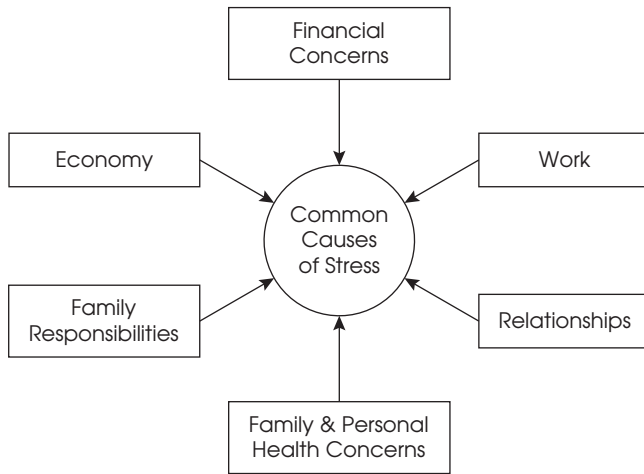 Financial
Concerns
Economy
Work
Common
Causes
of Stress
Family
Responsibilities
Relationships
Family & Personal
Health Concerns